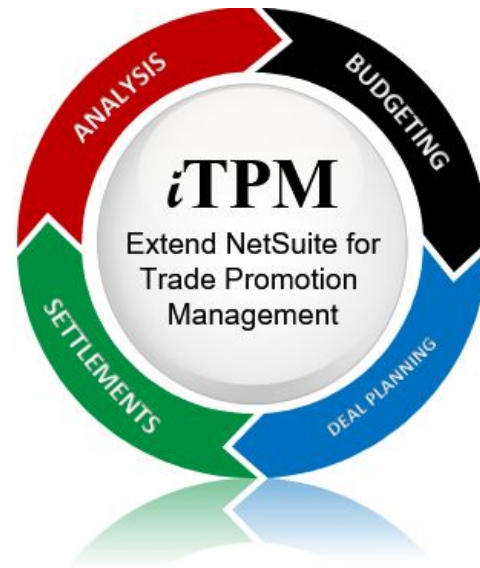 ANALYSIS
BUDGETING
iTPM
Extend NetSuite for
Trade Promotion
Management
SETTLEMENTS
DEAL PLANNING